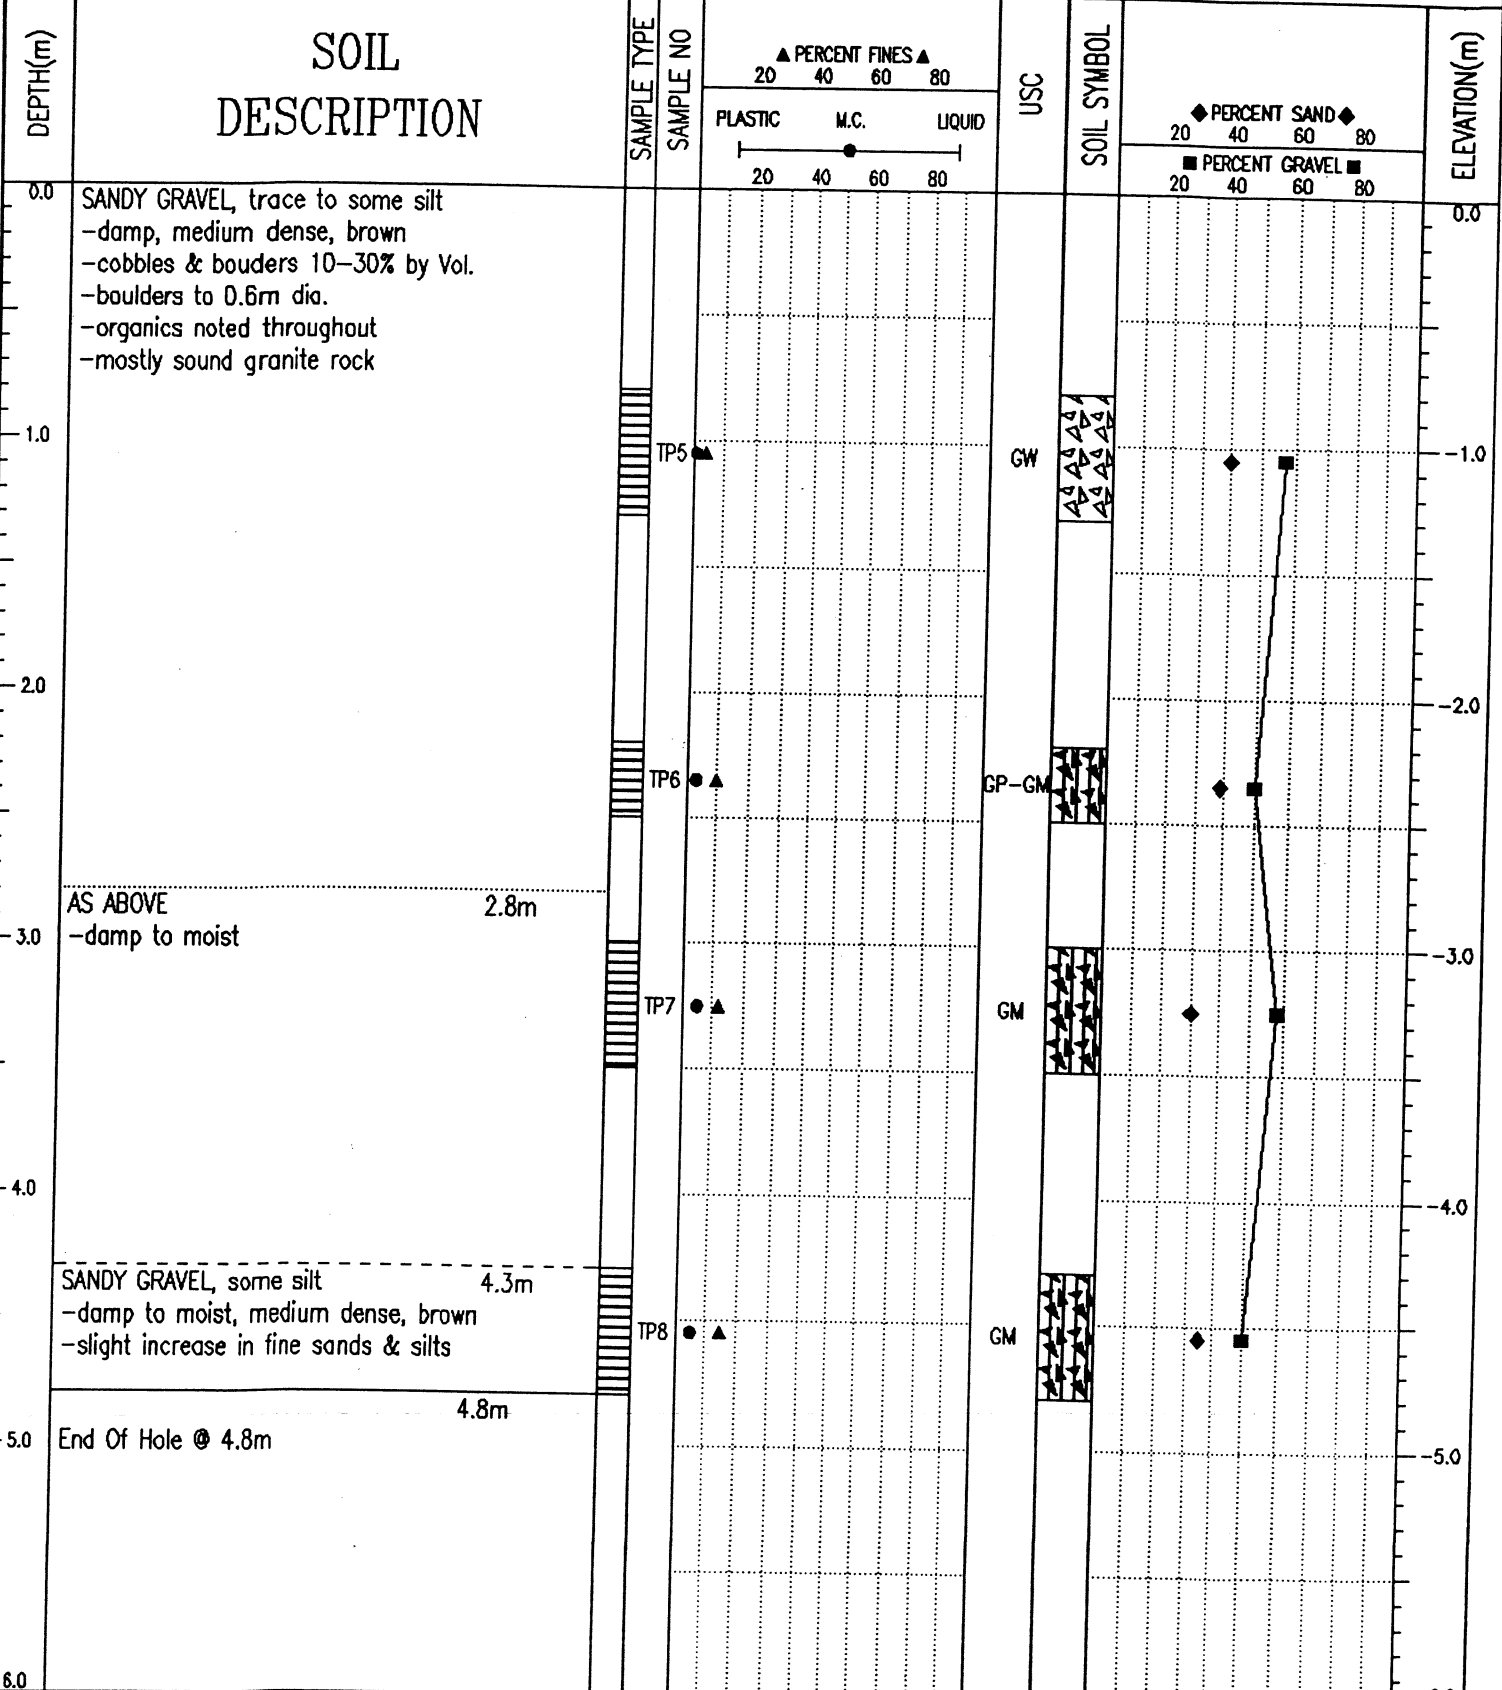 DEPTH(m)
SOIL
DESCRIPTION
SAMPLE TYPE
SAMPLE NO
▲ PERCENT FINES ▲
20 40 60 80
PLASTIC M.C. LIQUID
20 40 60 80
USC
SOIL SYMBOL
◆ PERCENT SAND ◆
20 40 60 80
■ PERCENT GRAVEL ■
20 40 60 80
ELEVATION(m)
0.0
SANDY GRAVEL, trace to some silt
-damp, medium dense, brown
-cobbles & bouders 10-30% by Vol.
-boulders to 0.6m dia.
-organics noted throughout
-mostly sound granite rock
0.0
1.0
TP5
GW
-1.0
2.0
-2.0
TP6
GP-GM
AS ABOVE 2.8m
-damp to moist
3.0
-3.0
TP7
GM
4.0
-4.0
SANDY GRAVEL, some silt 4.3m
-damp to moist, medium dense, brown
-slight increase in fine sands & silts
TP8
GM
4.8m
5.0
End Of Hole @ 4.8m
-5.0
6.0